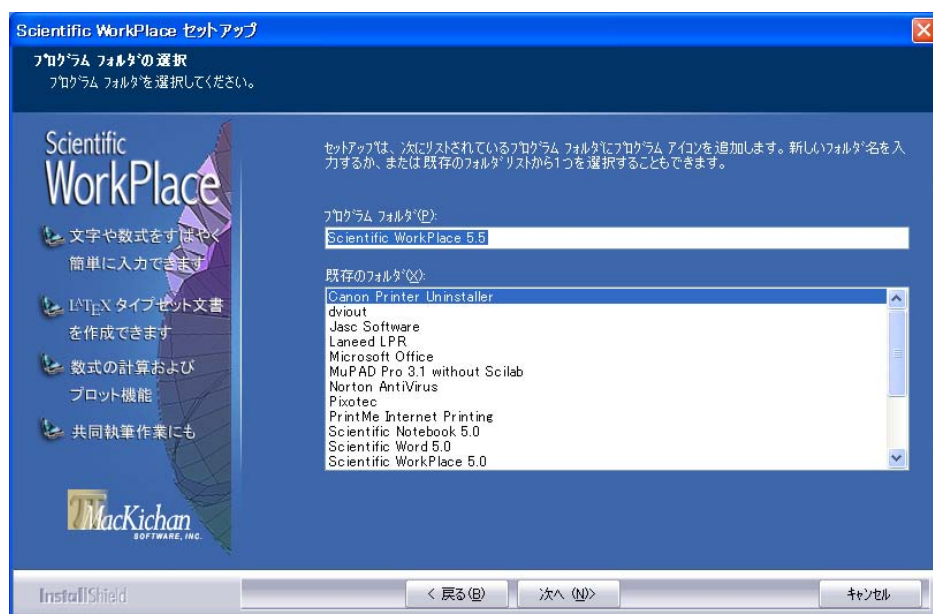 Scientific WorkPlace セットアップ
プログラム フォルダの選択
プログラム フォルダを選択してください。
Scientific
WorkPlace
文字や数式をすばやく
簡単に入力できます
LATEX タイプセット文書
を作成できます
数式の計算および
プロット機能
共同執筆作業にも
MacKichan
SOFTWARE, INC.
セットアップは、次にリストされているプログラム フォルダにプログラム アイコンを追加します。新しいフォルダ名を入
力するか、または既存のフォルダ リストから1つを選択することもできます。
プログラム フォルダ(P):
Scientific WorkPlace 5.5
既存のフォルダ(X):
Canon Printer Uninstaller
dviout
Jasc Software
Laneed LPR
Microsoft Office
MuPAD Pro 3.1 without Scilab
Norton AntiVirus
Pixotec
PrintMe Internet Printing
Scientific Notebook 5.0
Scientific Word 5.0
Scientific WorkPlace 5.0
InstallShield
< 戻る(B)
次へ (N)>
キャンセル